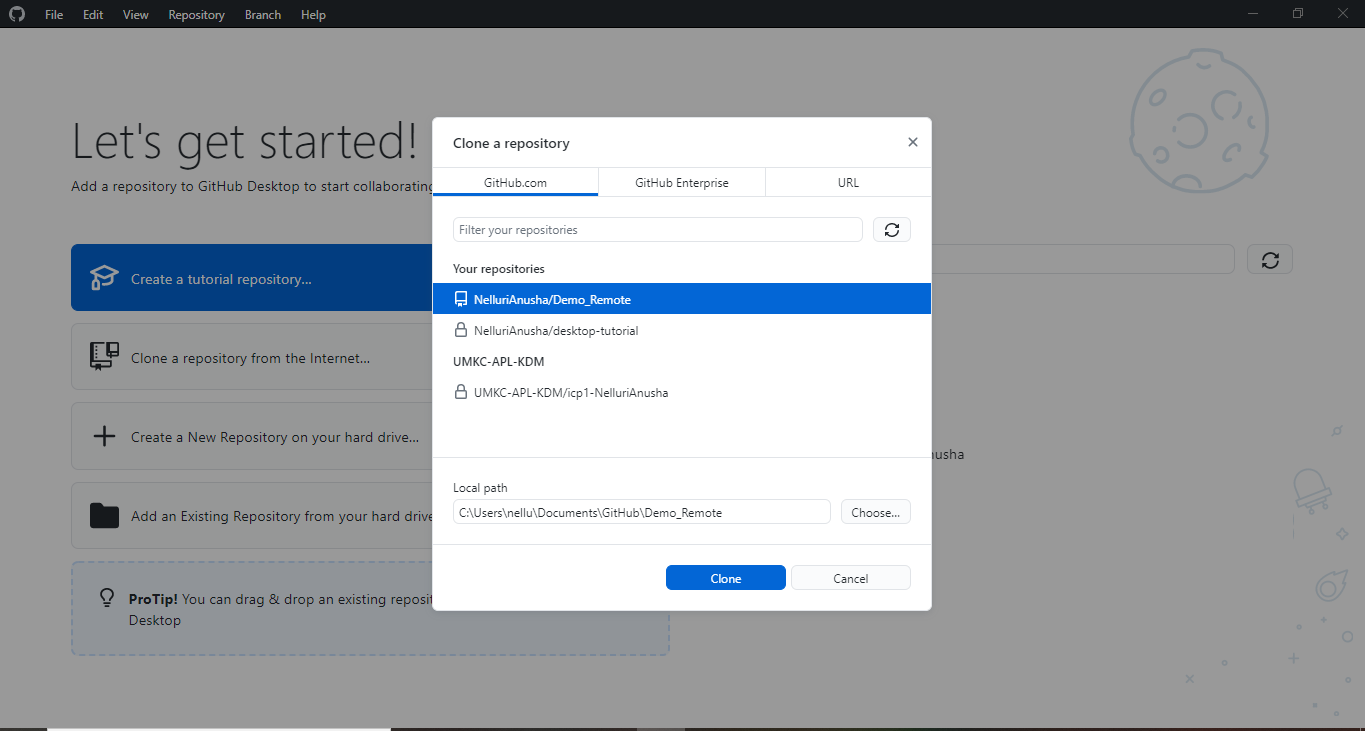 File Edit View Repository Branch Help
Let's get started!
Add a repository to GitHub Desktop to start collaborating
Create a tutorial repository...
Clone a repository from the Internet...
Create a New Repository on your hard drive...
Add an Existing Repository from your hard drive
ProTip! You can drag & drop an existing
Desktop
Clone a repository
GitHub.com GitHub Enterprise URL
Filter your repositories
Your repositories
NelluriAnusha/Demo_Remote
NelluriAnusha/desktop-tutorial
UMKC-APL-KDM
UMKC-APL-KDM/icp1-NelluriAnusha
Local path
C:\Users\nellu\Documents\GitHub\Demo_Remote
Choose...
Clone Cancel